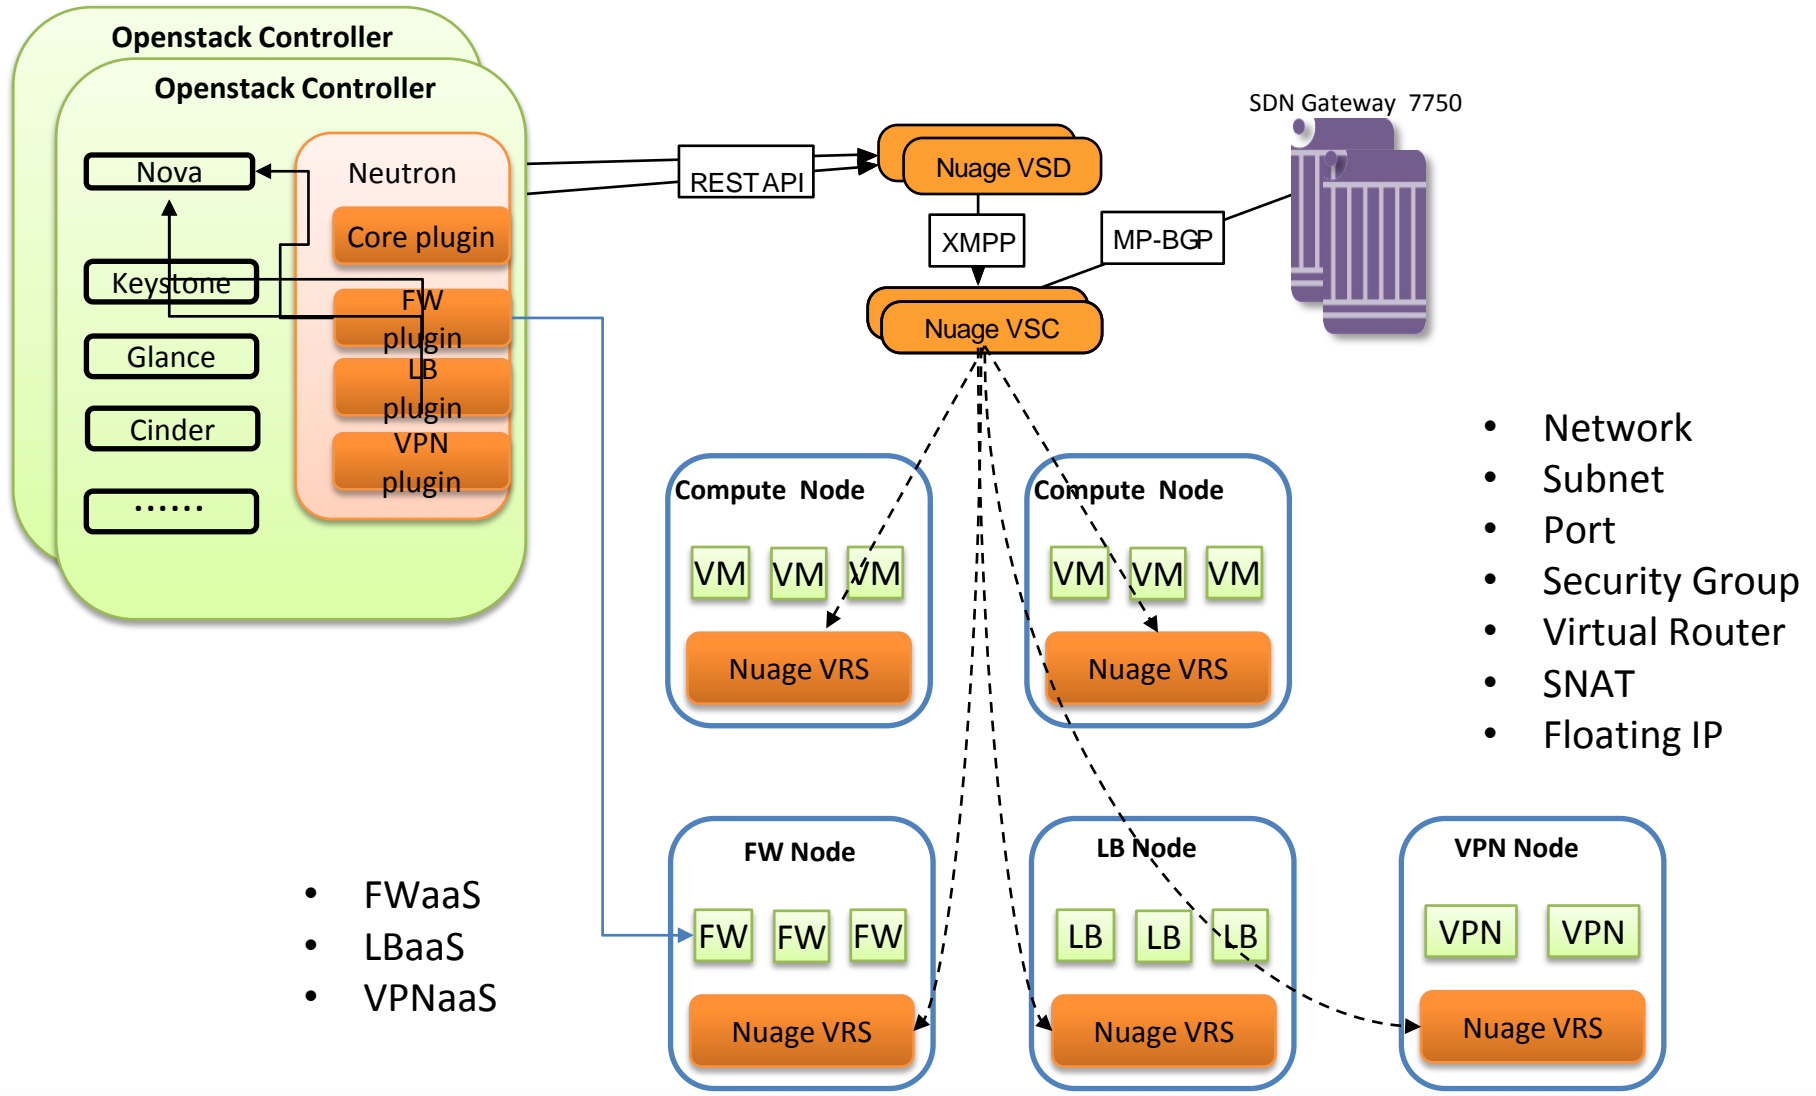 Openstack Controller
Openstack Controller
Nova
Keystone
Glance
Cinder
......
Neutron
Core plugin
FW
plugin
LB
plugin
VPN
plugin
REST API
Nuage VSD
XMPP
MP-BGP
Nuage VSC
SDN Gateway 7750
Compute Node
VM VM VM
Nuage VRS
Compute Node
VM VM VM
Nuage VRS
• Network
• Subnet
• Port
• Security Group
• Virtual Router
• SNAT
• Floating IP
• FWaaS
• LBaaS
• VPNaaS
FW Node
FW FW FW
Nuage VRS
LB Node
LB LB LB
Nuage VRS
VPN Node
VPN VPN
Nuage VRS